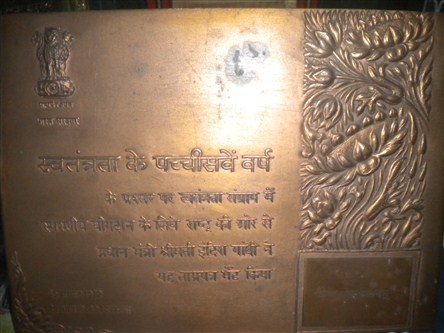 स्वतंत्रता के पच्चीसवें वर्ष
के अवसर पर स्वतंत्रता संग्राम में
स्मरणीय योगदान के लिये राष्ट्र की ओर से
प्रधान मंत्री श्रीमती इंदिरा गांधी ने
यह ताम्रपत्र भेंट किया